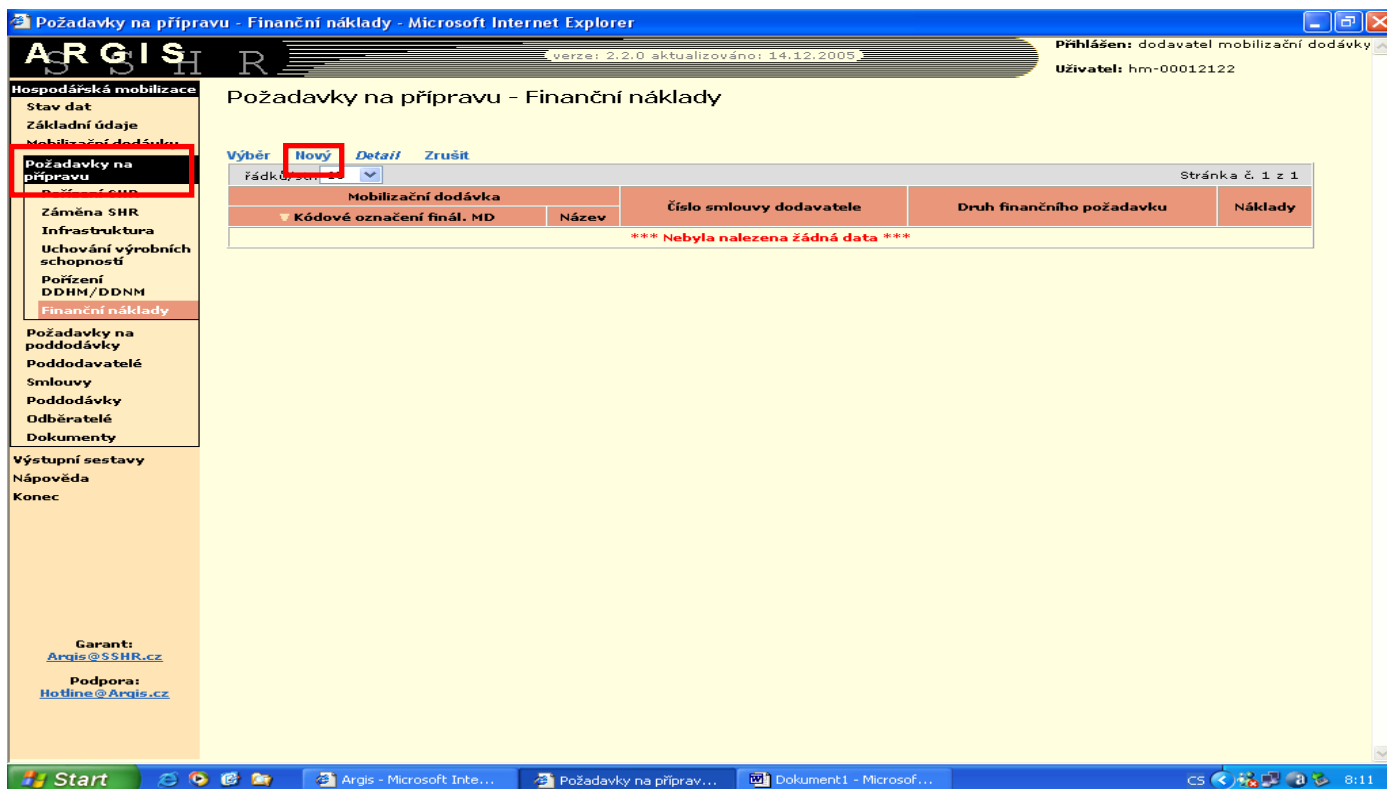 Požadavky na přípravu - Finanční náklady - Microsoft Internet Explorer
ARGIS
SSHR
verze: 2.2.0 aktualizováno: 14.12.2005
Přihlášen: dodavatel mobilizační dodávky
Uživatel: hm-00012122
Hospodářská mobilizace
Stav dat
Základní údaje
Mobilizační dodávky
Požadavky na
přípravu
Pořízení SHR
Záměna SHR
Infrastruktura
Uchování výrobních
schopností
Pořízení
DDHM/DDNM
Finanční náklady
Požadavky na
poddodávky
Poddodavatelé
Smlouvy
Poddodávky
Odběratelé
Dokumenty
Výstupní sestavy
Nápověda
Konec
Garant:
Argis@SSHR.cz
Podpora:
Hotline@Argis.cz
Požadavky na přípravu - Finanční náklady
Výběr Nový Detail Zrušit
Stránka č. 1 z 1
Mobilizační dodávka
Kódové označení finál. MD Název
Číslo smlouvy dodavatele Druh finančního požadavku Náklady
*** Nebyla nalezena žádná data ***
Start Argis - Microsoft Inte... Požadavky na příprav... Dokument1 - Microsof... CS 8:11